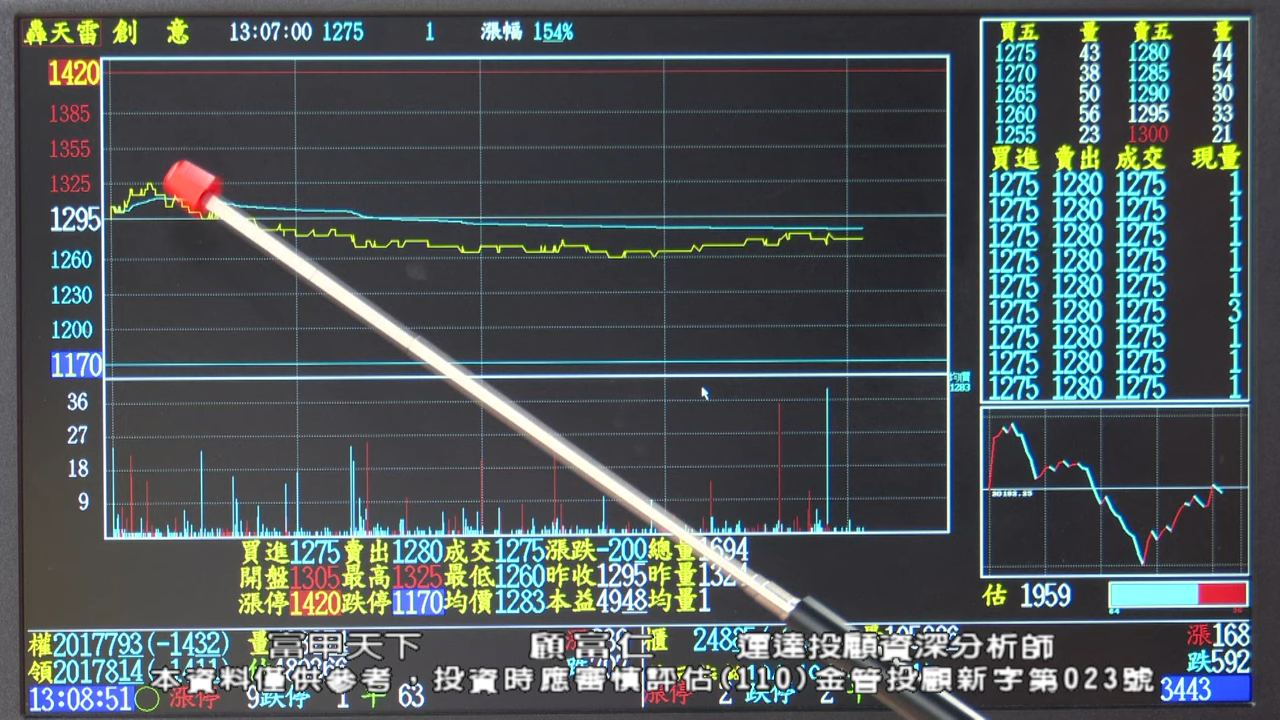 轟天雷 創 意 13:07:00 1275 1 漲幅 154%
1420
1385
1355
1325
1295
1260
1230
1200
1170
36
27
18
9
均價
1283
買五 量 賣五 量
1275 43 1280 44
1270 38 1285 54
1265 50 1290 30
1260 56 1295 33
1255 23 1300 21
買進 賣出 成交 現量
1275 1280 1275 1
1275 1280 1275 1
1275 1280 1275 1
1275 1280 1275 1
1275 1280 1275 1
1275 1280 1275 3
1275 1280 1275 1
1275 1280 1275 1
1275 1280 1275 1
估 1959
買進1275賣出1280成交1275漲跌-200總量1694
開盤1305最高1325最低1260昨收1295昨量
漲停1420跌停1170均價1283本益4948均量1
權2017793(-1432) 量 櫃 漲168
富甲天下 顧富仁 運達投顧資深分析師
領2017814 跌592
本資料僅供參考,投資時應審慎評估(110)金管投顧新字第023號
13:08:51 漲停 9跌停 1平 63 漲停 2 跌停 2 3443